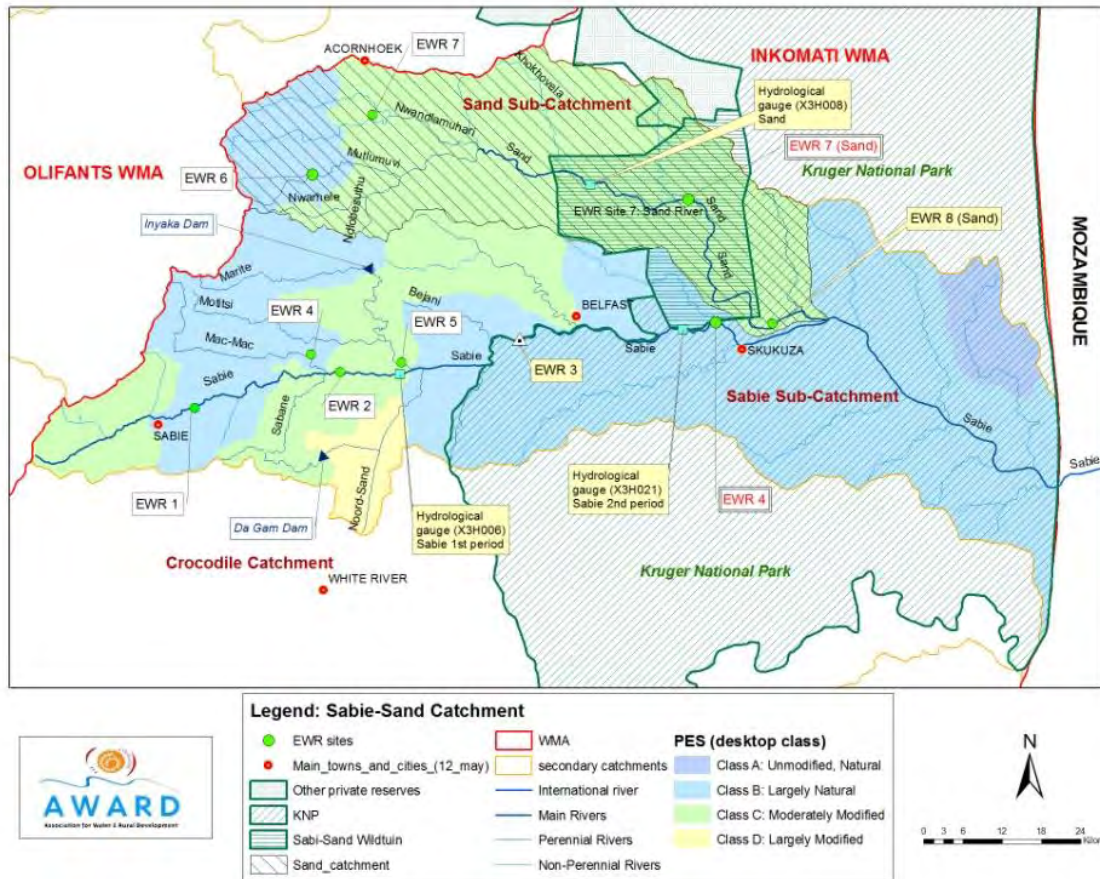 ACORNHOEK
EWR 7
INKOMATI WMA
Khokhovela
Sand Sub-Catchment
Hydrological
gauge (X3H008)
Sand
Nwandlamuhari
Sand
EWR 7 (Sand)
OLIFANTS WMA
Mutlumuvi
Kruger National Park
EWR 6
Nwarhele
Ndlobesuthu
EWR Site 7: Sand River
Sand
EWR 8 (Sand)
Inyaka Dam
MOZAMBIQUE
Marite
Sand
Motitsi
Bejani
BELFAST
EWR 4
EWR 5
Mac-Mac
Sabie
Sabie
SKUKUZA
Sabie
EWR 3
EWR 2
Sabie Sub-Catchment
Sabane
SABIE
Sabie
Sabie
Hydrological
gauge (X3H021)
Sabie 2nd period
EWR 4
EWR 1
Noord-Sand
Hydrological
gauge (X3H006)
Sabie 1st period
Da Gam Dam
Crocodile Catchment
Kruger National Park
WHITE RIVER
Legend: Sabie-Sand Catchment
EWR sites
Main_towns_and_cities_(12_may)
Other private reserves
KNP
Sabi-Sand Wildtuin
Sand_catchment
WMA
secondary catchments
International river
Main Rivers
Perennial Rivers
Non-Perennial Rivers
PES (desktop class)
Class A: Unmodified, Natural
Class B: Largely Natural
Class C: Moderately Modified
Class D: Largely Modified
AWARD
Association for Water & Rural Development
N
0 3 6 12 18 24